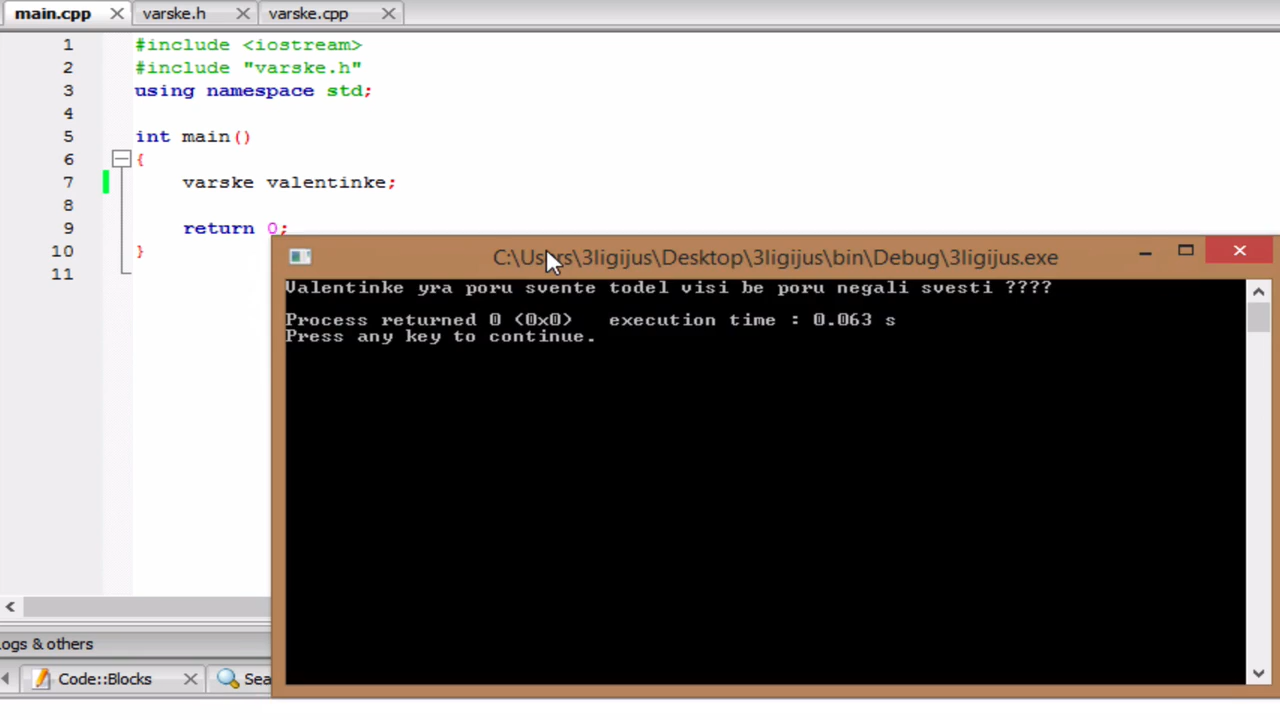 main.cpp varske.h varske.cpp
1 #include <iostream>
2 #include "varske.h"
3 using namespace std;
4
5 int main()
6 {
7 varske valentinke;
8
9 return 0;
10 }
11
C:\Users\3ligijus\Desktop\3ligijus\bin\Debug\3ligijus.exe
Valentinke yra poru svente todel visi be poru negali svesti ????
Process returned 0 (0x0) execution time : 0.063 s
Press any key to continue.
ogs & others
Code::Blocks Sea